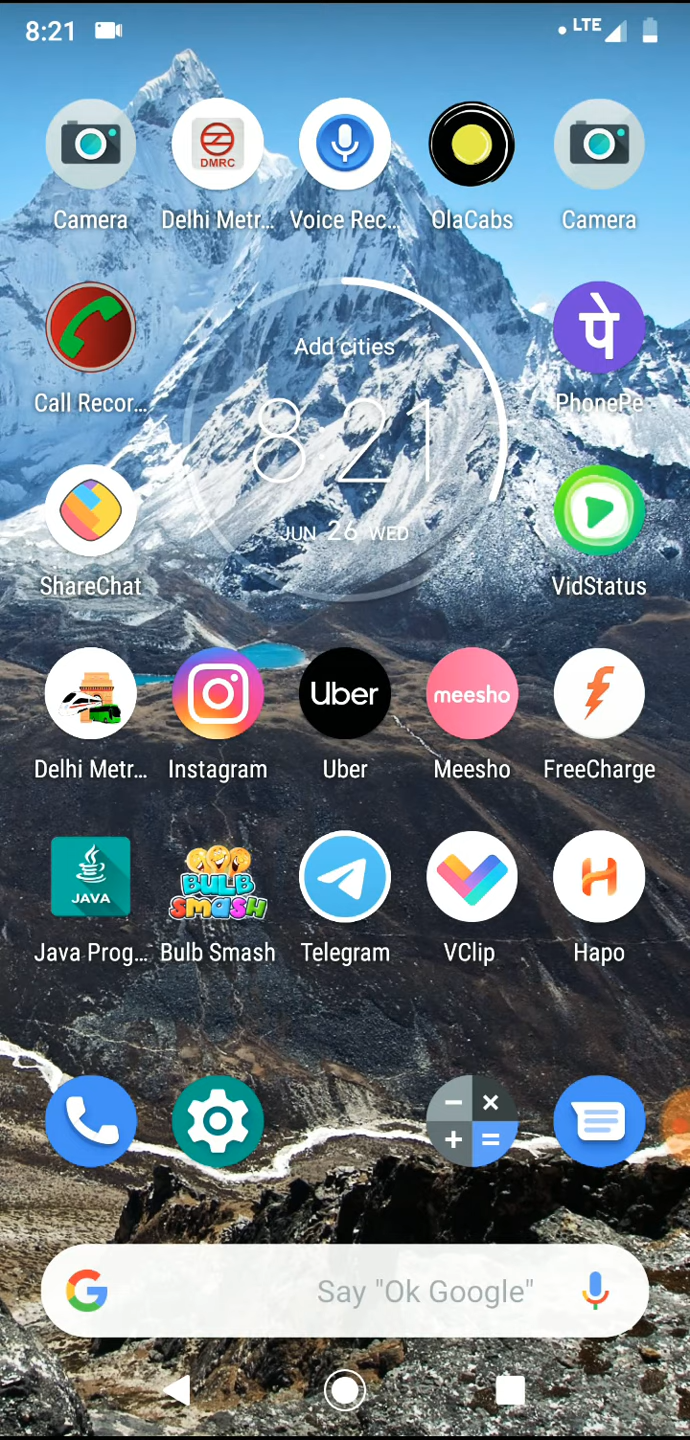 8:21
LTE
DMRC
Camera
Delhi Metr...
Voice Rec...
OlaCabs
Camera
Add cities
पे
Call Recor...
8 21
PhonePe
JUN 26 WED
ShareChat
VidStatus
Uber
meesho
Delhi Metr...
Instagram
Uber
Meesho
FreeCharge
JAVA
BULB
SMASH
Java Prog...
Bulb Smash
Telegram
VClip
Hapo
G
Say "Ok Google"